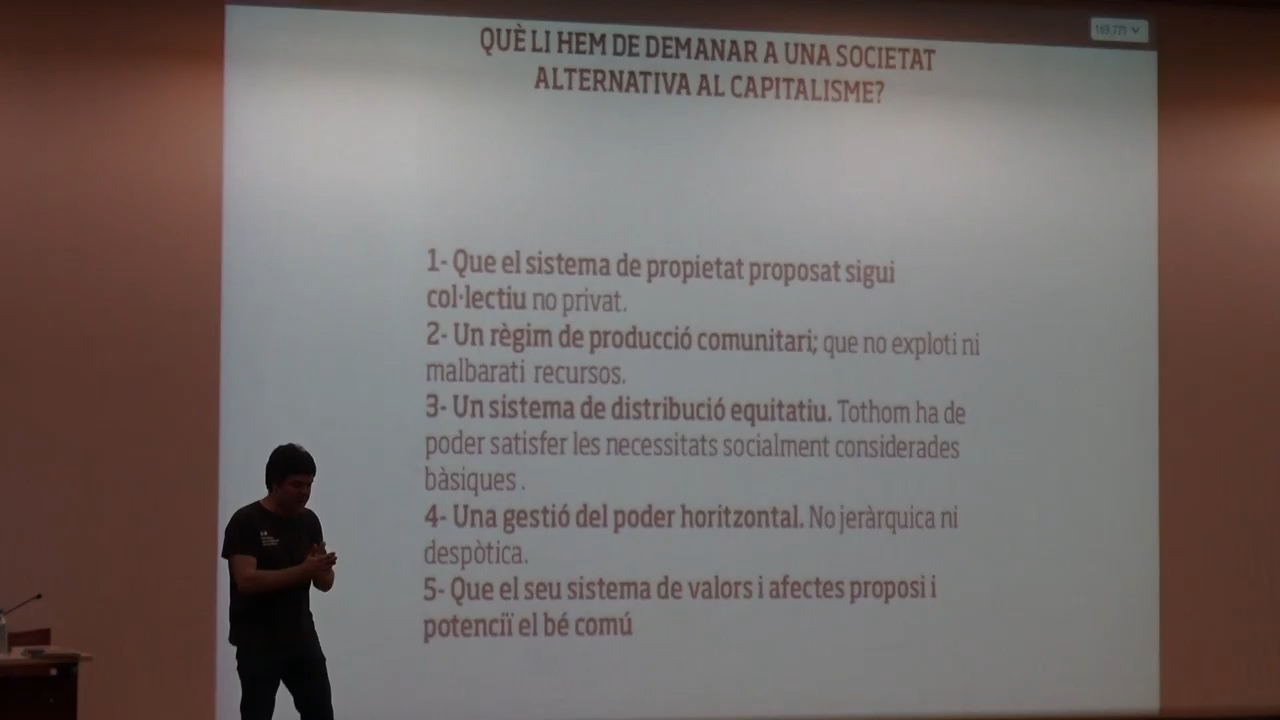 QUÈ LI HEM DE DEMANAR A UNA SOCIETAT
ALTERNATIVA AL CAPITALISME?
1- Que el sistema de propietat proposat sigui
col·lectiu no privat.
2- Un règim de producció comunitari; que no exploti ni
malbarati recursos.
3- Un sistema de distribució equitatiu. Tothom ha de
poder satisfer les necessitats socialment considerades
bàsiques .
4- Una gestió del poder horitzontal. No jeràrquica ni
despòtica.
5- Que el seu sistema de valors i afectes proposi i
potenciï el bé comú